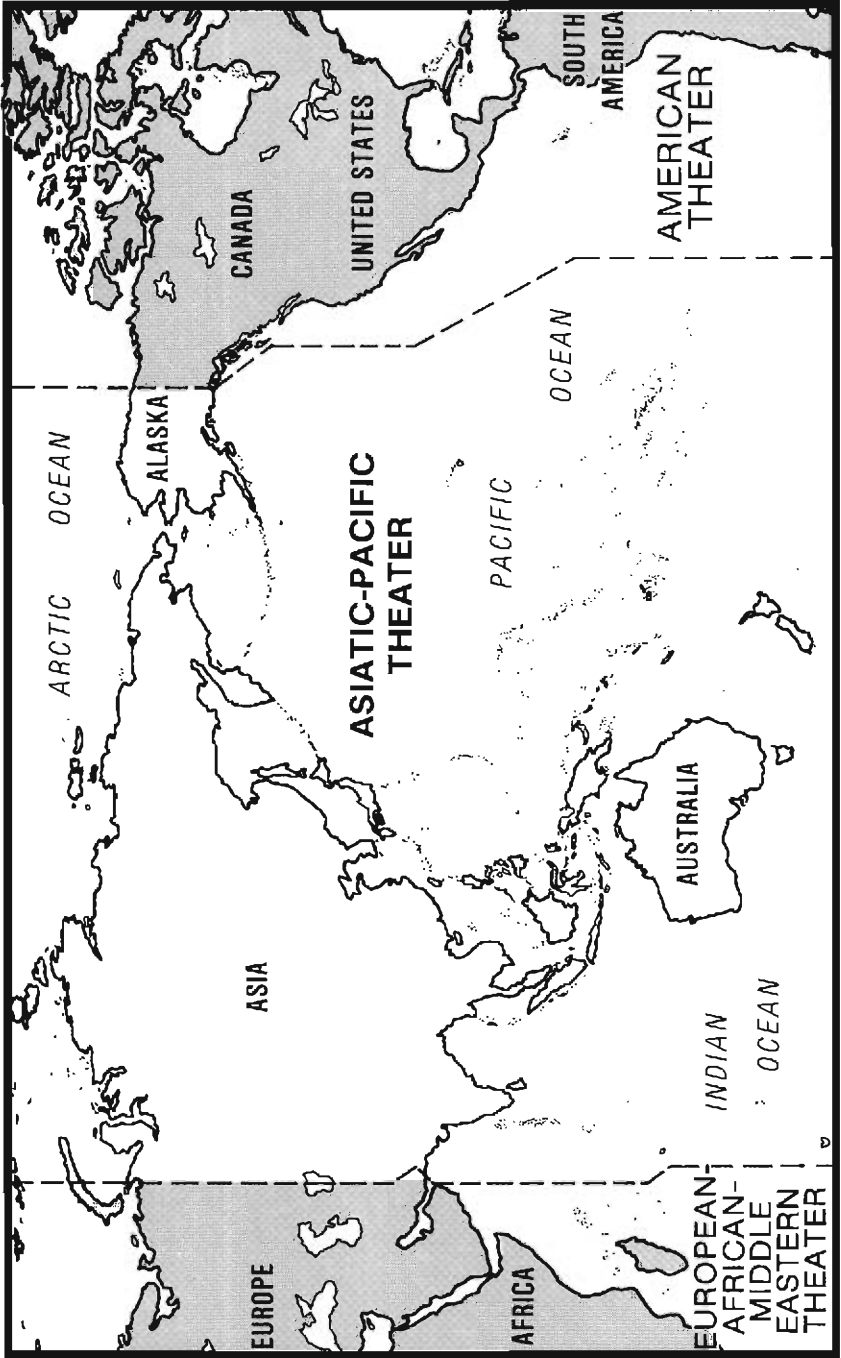 ARCTIC OCEAN
ALASKA
CANADA
UNITED STATES
SOUTH
AMERICA
EUROPE
ASIA
ASIATIC-PACIFIC
THEATER
PACIFIC
OCEAN
AFRICA
AUSTRALIA
INDIAN
OCEAN
EUROPEAN-
AFRICAN-
MIDDLE
EASTERN
THEATER
AMERICAN
THEATER